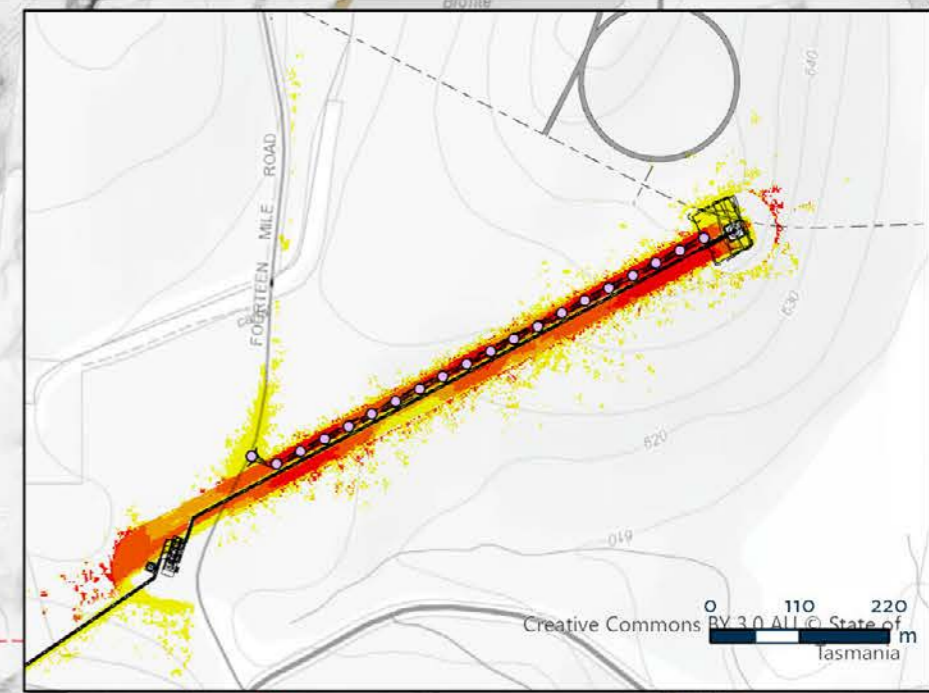 640
FOURTEEN MILE ROAD
630
620
610
0 110 220
m
Creative Commons BY 3.0 AU © State of
Tasmania